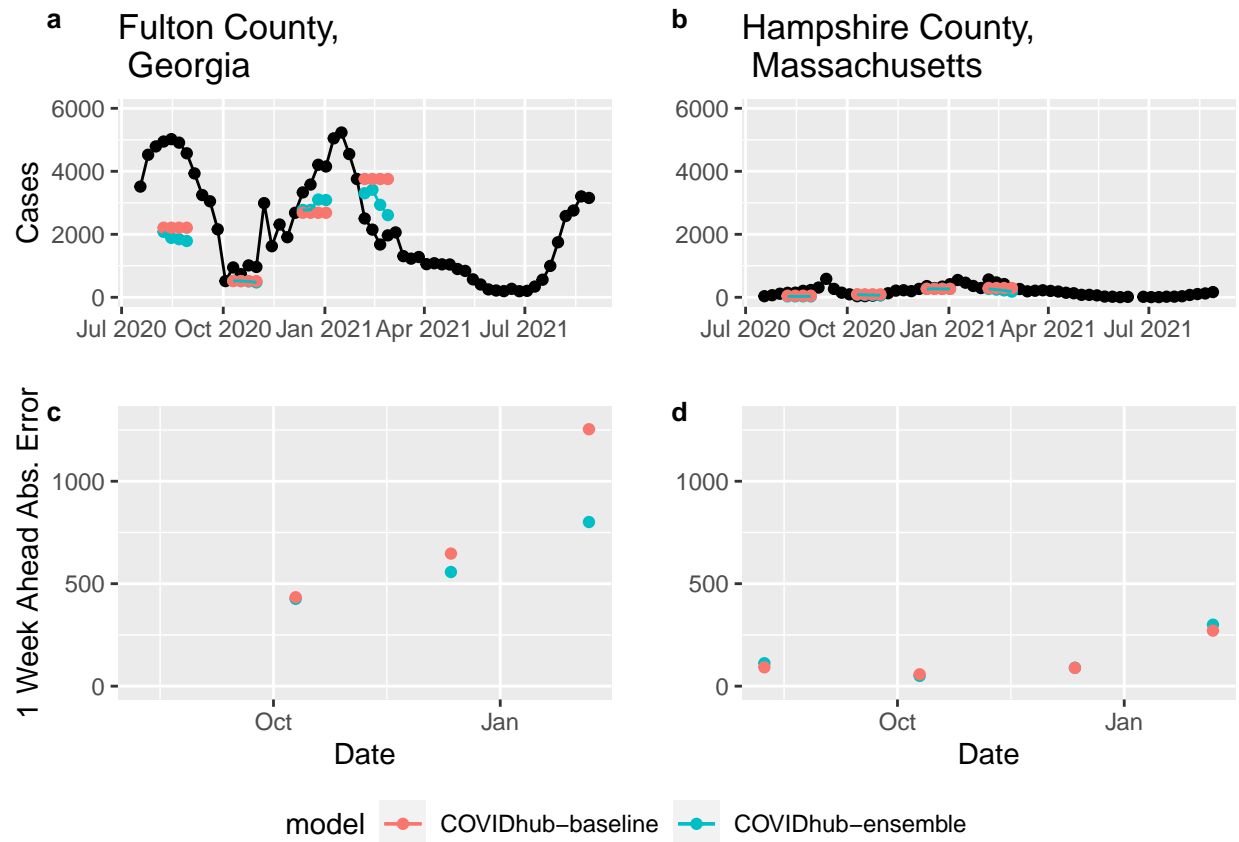 a
Fulton County,
Georgia
b
Hampshire County,
Massachusetts
Cases
6000
4000
2000
0
Jul 2020 Oct 2020 Jan 2021 Apr 2021 Jul 2021
6000
4000
2000
0
Jul 2020 Oct 2020 Jan 2021 Apr 2021 Jul 2021
1 Week Ahead Abs. Error
c
1000
500
0
Oct Jan
Date
d
1000
500
0
Oct Jan
Date
model COVIDhub−baseline COVIDhub−ensemble